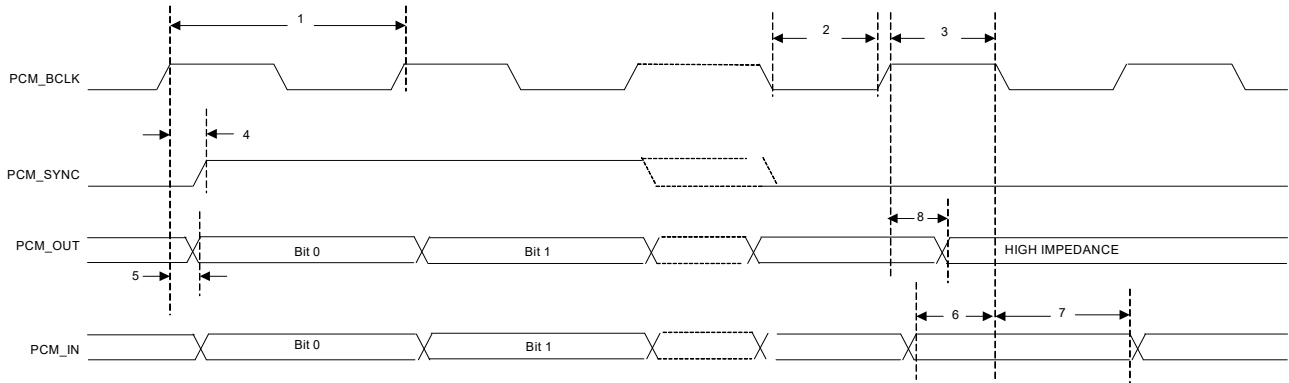 1
2
3
PCM_BCLK
4
PCM_SYNC
8
PCM_OUT
Bit 0
Bit 1
HIGH IMPEDANCE
5
6
7
PCM_IN
Bit 0
Bit 1